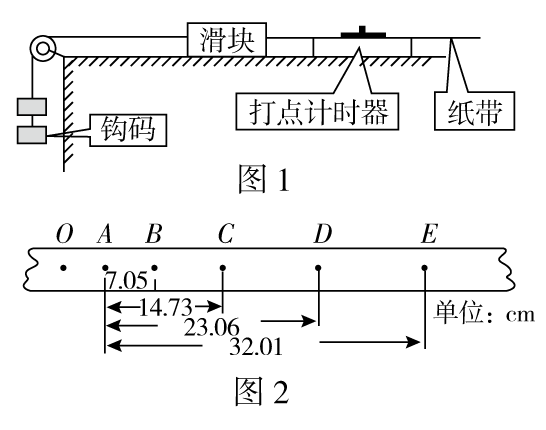 滑块
打点计时器
纸带
钩码
图1
O A B C D E
7.05
14.73
23.06
32.01
单位：cm
图2